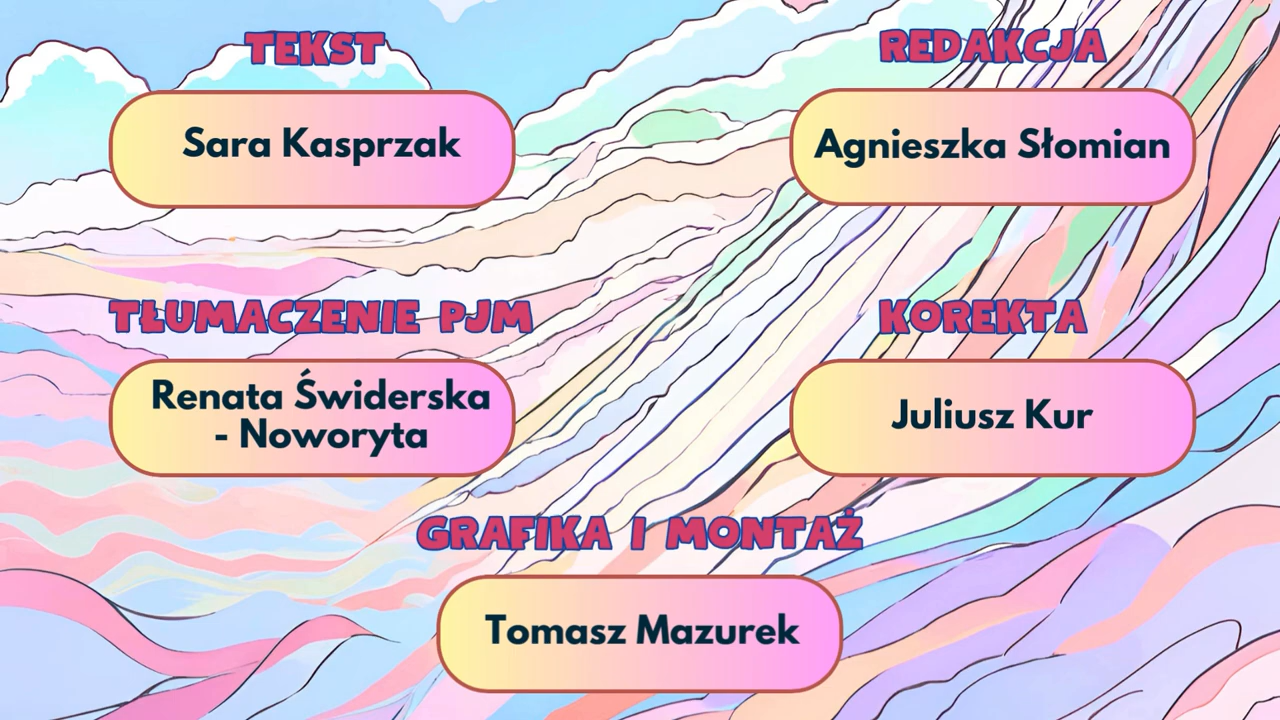 TEKST
Sara Kasprzak
REDAKCJA
Agnieszka Słomian
TŁUMACZENIE PJM
Renata Świderska
- Noworyta
KOREKTA
Juliusz Kur
GRAFIKA I MONTAŻ
Tomasz Mazurek